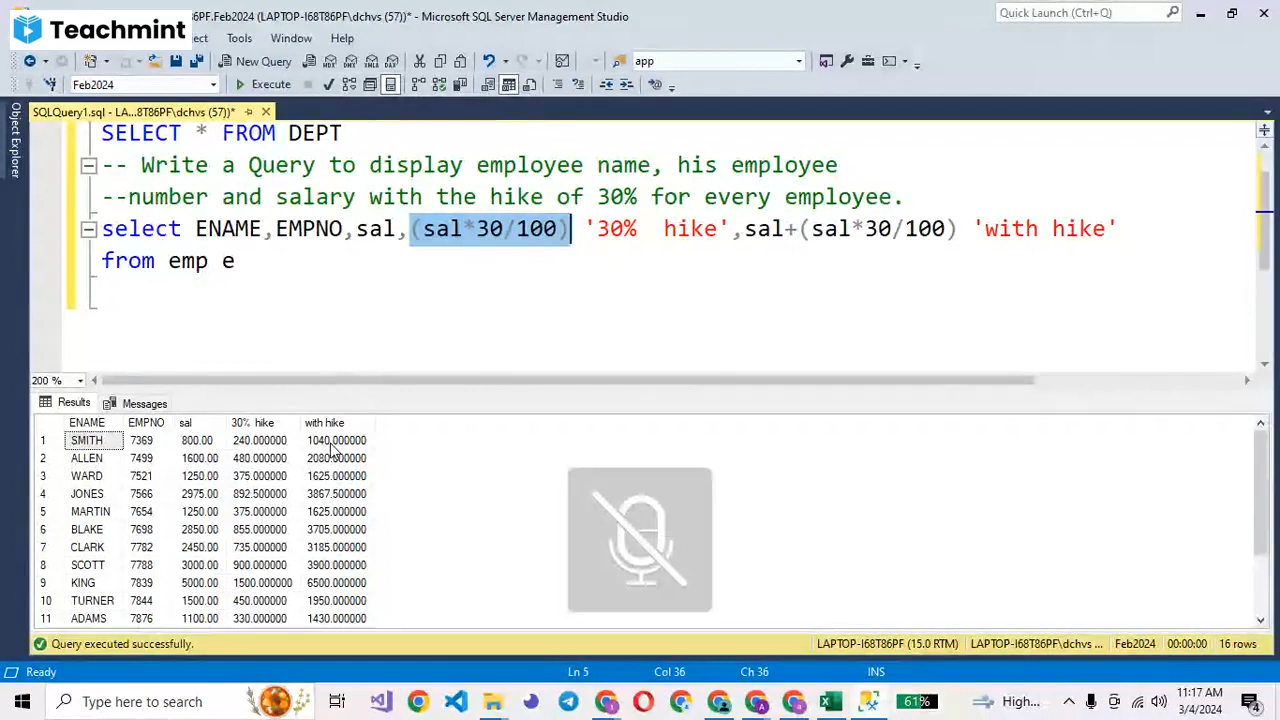 PF.Feb2024 (LAPTOP-I68T86PF\dchvs (57))* - Microsoft SQL Server Management Studio
Quick Launch (Ctrl+Q)
Teachmint
ect Tools Window Help
New Query
app
Feb2024
Execute
SQLQuery1.sql - LA...8T86PF\dchvs (57))*
Object Explorer
SELECT * FROM DEPT
-- Write a Query to display employee name, his employee
--number and salary with the hike of 30% for every employee.
select ENAME,EMPNO,sal,(sal*30/100) '30%  hike',sal+(sal*30/100) 'with hike'
from emp e
200 %
Results Messages
ENAME EMPNO sal 30% hike with hike
1 SMITH 7369 800.00 240.000000 1040.000000
2 ALLEN 7499 1600.00 480.000000 2080.000000
3 WARD 7521 1250.00 375.000000 1625.000000
4 JONES 7566 2975.00 892.500000 3867.500000
5 MARTIN 7654 1250.00 375.000000 1625.000000
6 BLAKE 7698 2850.00 855.000000 3705.000000
7 CLARK 7782 2450.00 735.000000 3185.000000
8 SCOTT 7788 3000.00 900.000000 3900.000000
9 KING 7839 5000.00 1500.000000 6500.000000
10 TURNER 7844 1500.00 450.000000 1950.000000
11 ADAMS 7876 1100.00 330.000000 1430.000000
Query executed successfully. LAPTOP-I68T86PF (15.0 RTM) LAPTOP-I68T86PF\dchvs ... Feb2024 00:00:00 16 rows
Ready Ln 5 Col 36 Ch 36 INS
Type here to search 61% High... 11:17 AM
3/4/2024 4